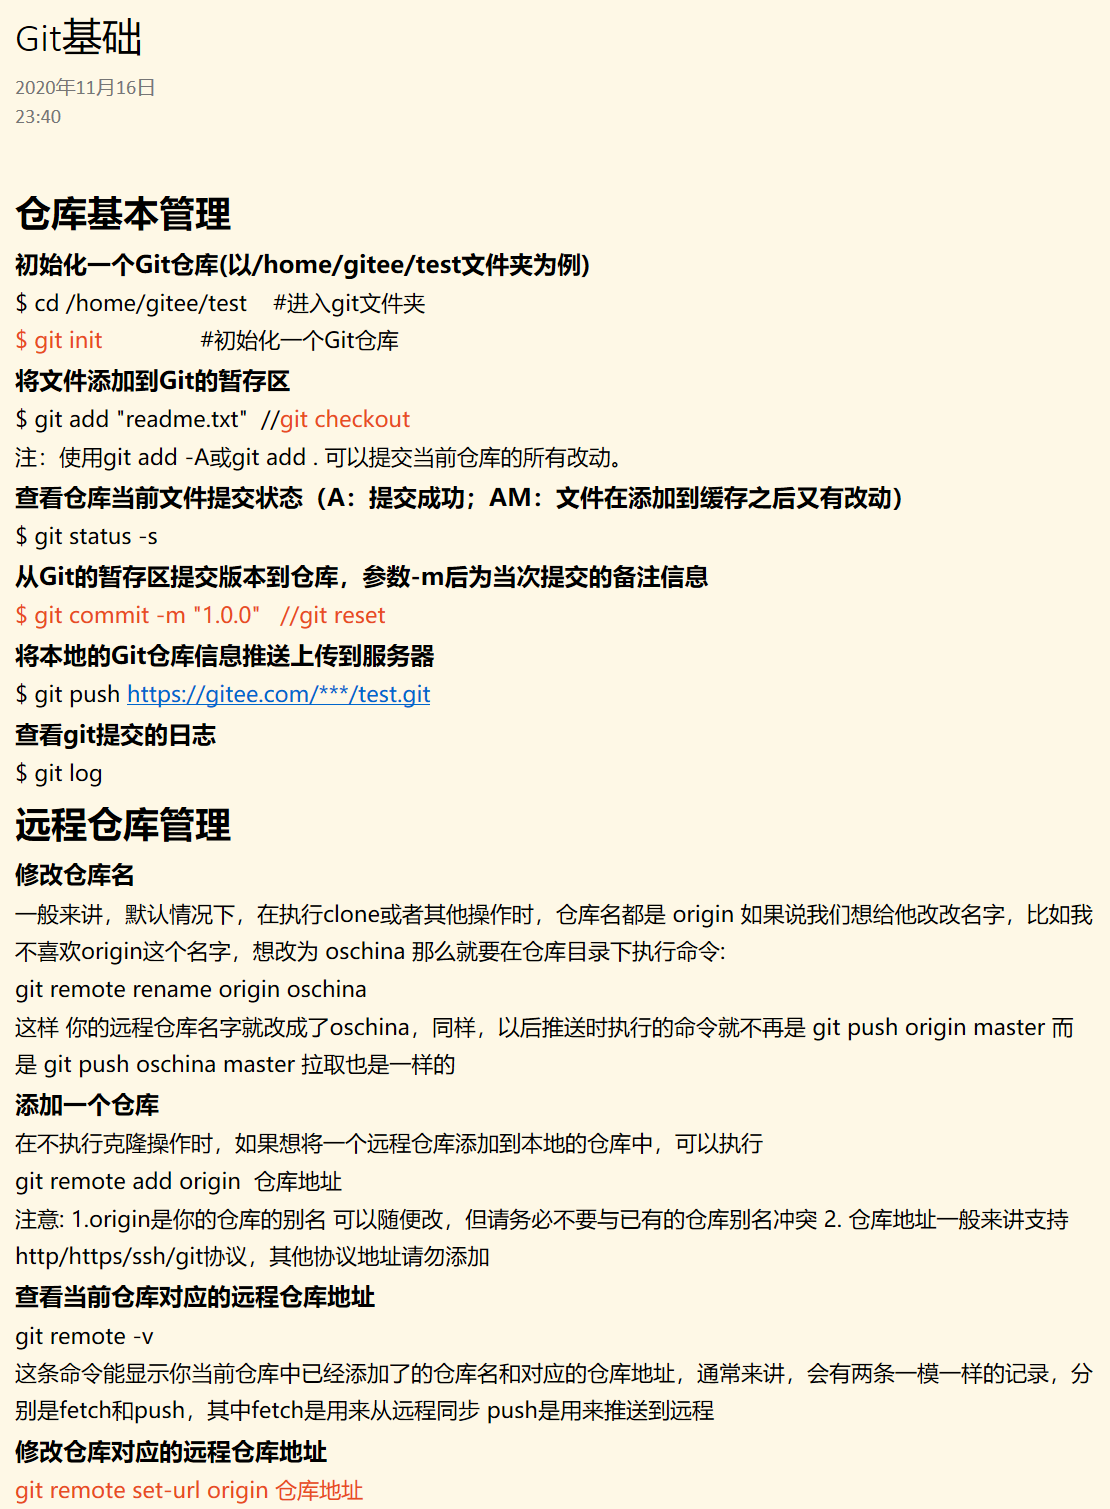 Git基础
2020年11月16日
23:40
仓库基本管理
初始化一个Git仓库(以/home/gitee/test文件夹为例)
$ cd /home/gitee/test    #进入git文件夹
$ git init    #初始化一个Git仓库
将文件添加到Git的暂存区
$ git add "readme.txt"  //git checkout
注：使用git add -A或git add . 可以提交当前仓库的所有改动。
查看仓库当前文件提交状态（A：提交成功；AM：文件在添加到缓存之后又有改动）
$ git status -s
从Git的暂存区提交版本到仓库，参数-m后为当次提交的备注信息
$ git commit -m "1.0.0"   //git reset
将本地的Git仓库信息推送上传到服务器
$ git push https://gitee.com/***/test.git
查看git提交的日志
$ git log
远程仓库管理
修改仓库名
一般来讲，默认情况下，在执行clone或者其他操作时，仓库名都是 origin 如果说我们想给他改改名字，比如我
不喜欢origin这个名字，想改为 oschina 那么就要在仓库目录下执行命令:
git remote rename origin oschina
这样 你的远程仓库名字就改成了oschina，同样，以后推送时执行的命令就不再是 git push origin master 而
是 git push oschina master 拉取也是一样的
添加一个仓库
在不执行克隆操作时，如果想将一个远程仓库添加到本地的仓库中，可以执行
git remote add origin  仓库地址
注意: 1.origin是你的仓库的别名 可以随便改，但请务必不要与已有的仓库别名冲突 2. 仓库地址一般来讲支持
http/https/ssh/git协议，其他协议地址请勿添加
查看当前仓库对应的远程仓库地址
git remote -v
这条命令能显示你当前仓库中已经添加了的仓库名和对应的仓库地址，通常来讲，会有两条一模一样的记录，分
别是fetch和push，其中fetch是用来从远程同步 push是用来推送到远程
修改仓库对应的远程仓库地址
git remote set-url origin 仓库地址